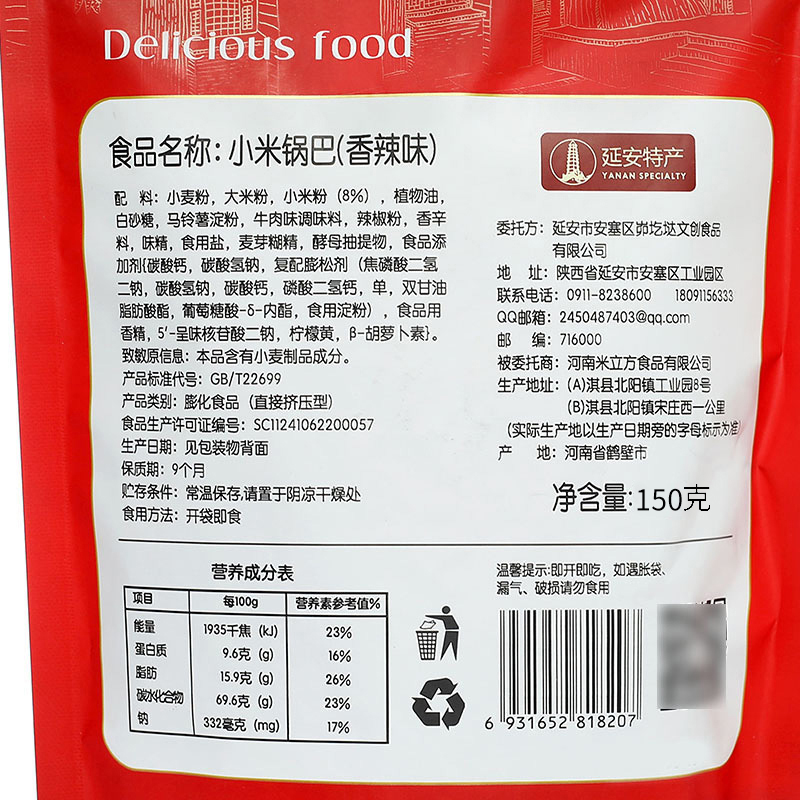 Delicious food
食品名称：小米锅巴(香辣味)
配 料：小麦粉，大米粉，小米粉（8%），植物油，
白砂糖，马铃薯淀粉，牛肉味调味料，辣椒粉，香辛
料，味精，食用盐，麦芽糊精，酵母抽提物，食品添
加剂{碳酸钙，碳酸氢钠，复配膨松剂（焦磷酸二氢
二钠，碳酸氢钠，碳酸钙，磷酸二氢钙，单，双甘油
脂肪酸酯，葡萄糖酸-δ-内酯，食用淀粉），食品用
香精，5′-呈味核苷酸二钠，柠檬黄，β-胡萝卜素}。
致敏原信息：本品含有小麦制品成分。
产品标准代号：GB/T22699
产品类别：膨化食品（直接挤压型）
食品生产许可证编号：SC11241062200057
生产日期：见包装物背面
保质期：9个月
贮存条件：常温保存,请置于阴凉干燥处
食用方法：开袋即食
延安特产
YANAN SPECIALTY
委托方：延安市安塞区峁圪垯文创食品
有限公司
地 址：陕西省延安市安塞区工业园区
联系电话：0911-8238600 18091156333
QQ邮箱：2450487403@qq.com
邮 编：716000
被委托商：河南米立方食品有限公司
生产地址：(A)淇县北阳镇工业园8号
(B)淇县北阳镇宋庄西一公里
（实际生产地以生产日期旁的字母标示为准
产 地：河南省鹤壁市
净含量:150克
营养成分表
项目 每100g 营养素参考值%
能量 1935千焦 (kJ) 23%
蛋白质 9.6克 (g) 16%
脂肪 15.9克 (g) 26%
碳水化合物 69.6克 (g) 23%
钠 332毫克 (mg) 17%
温馨提示:即开即吃，如遇胀袋、
漏气、破损请勿食用
6 931652 818207